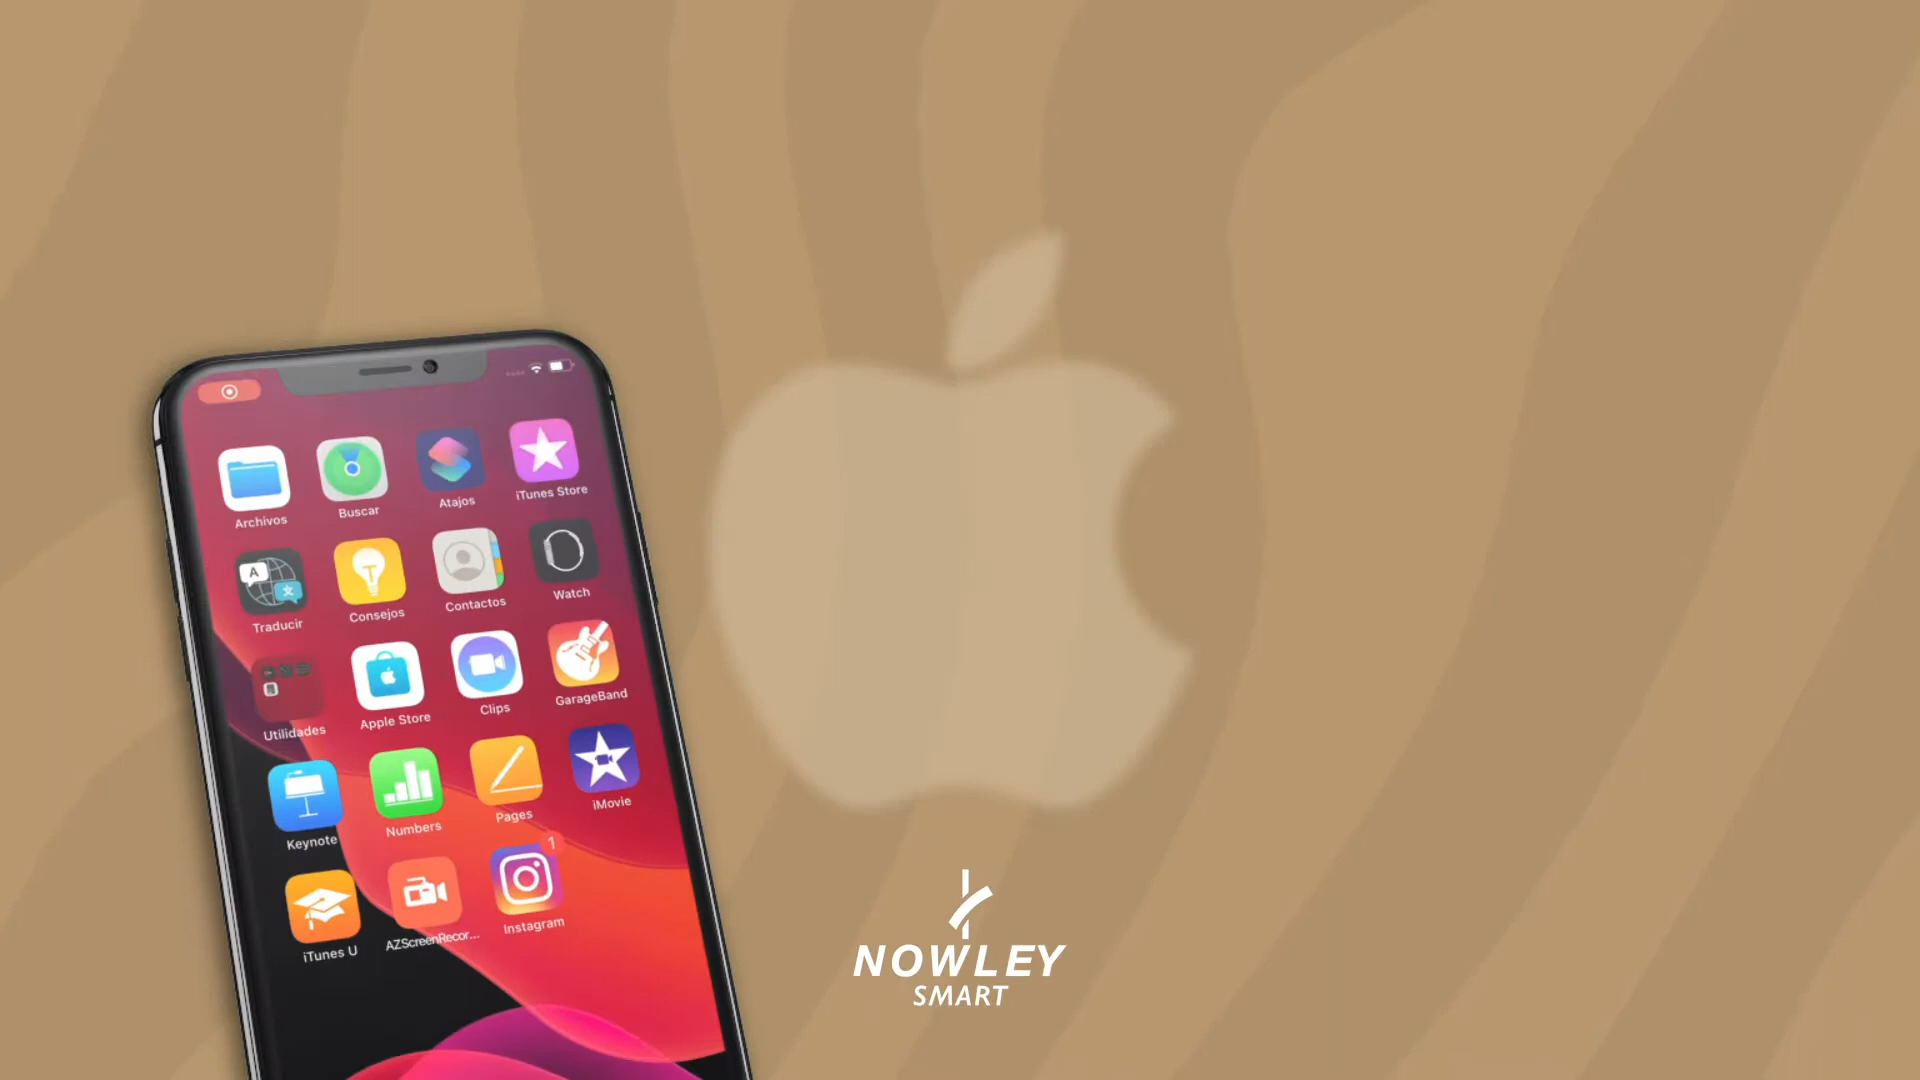 Archivos
Buscar
Atajos
iTunes Store
Traducir
Consejos
Contactos
Watch
Utilidades
Apple Store
Clips
GarageBand
Keynote
Numbers
Pages
iMovie
1
iTunes U
AZScreenRecor...
Instagram
NOWLEY
SMART